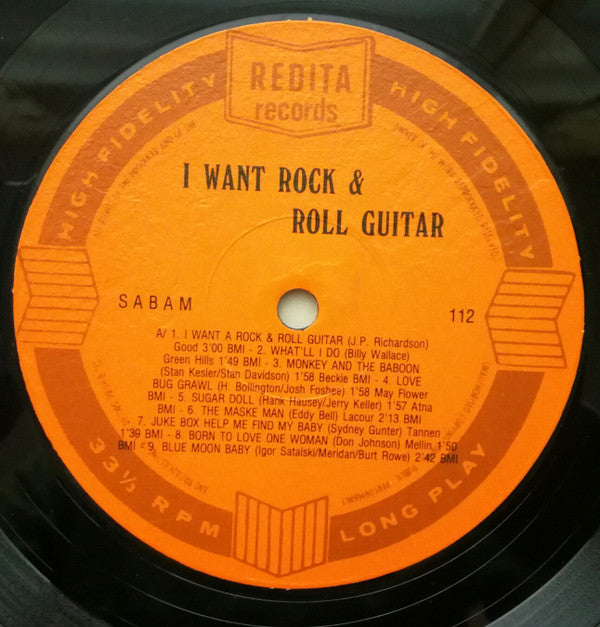 REDITA
records
HIGH FIDELITY
HIGH FIDELITY
I WANT ROCK &
ROLL GUITAR
SABAM
112
A/ 1. I WANT A ROCK & ROLL GUITAR (J.P. Richardson)
Good 3'00 BMI - 2. WHAT'LL I DO (Billy Wallace)
Green Hills 1'49 BMI - 3. MONKEY AND THE BABOON
(Stan Kesler/Stan Davidson) 1'58 Beckie BMI - 4. LOVE
BUG GRAWL (H. Bollington/Josh Foshee) 1'58 May Flower
BMI - 5. SUGAR DOLL (Hank Hausey/Jerry Keller) 1'57 Atna
BMI - 6. THE MASKE MAN (Eddy Bell) Lacour 2'13 BMI
7. JUKE BOX HELP ME FIND MY BABY (Sydney Gunter) Tannen
1'39 BMI - 8. BORN TO LOVE ONE WOMAN (Don Johnson) Mellin 1'50
BMI - 9. BLUE MOON BABY (Igor Satalski/Meridan/Burt Rowe) 2'42 BMI
33⅓ RPM
LONG PLAY
PUBLIC PERFORMANCE